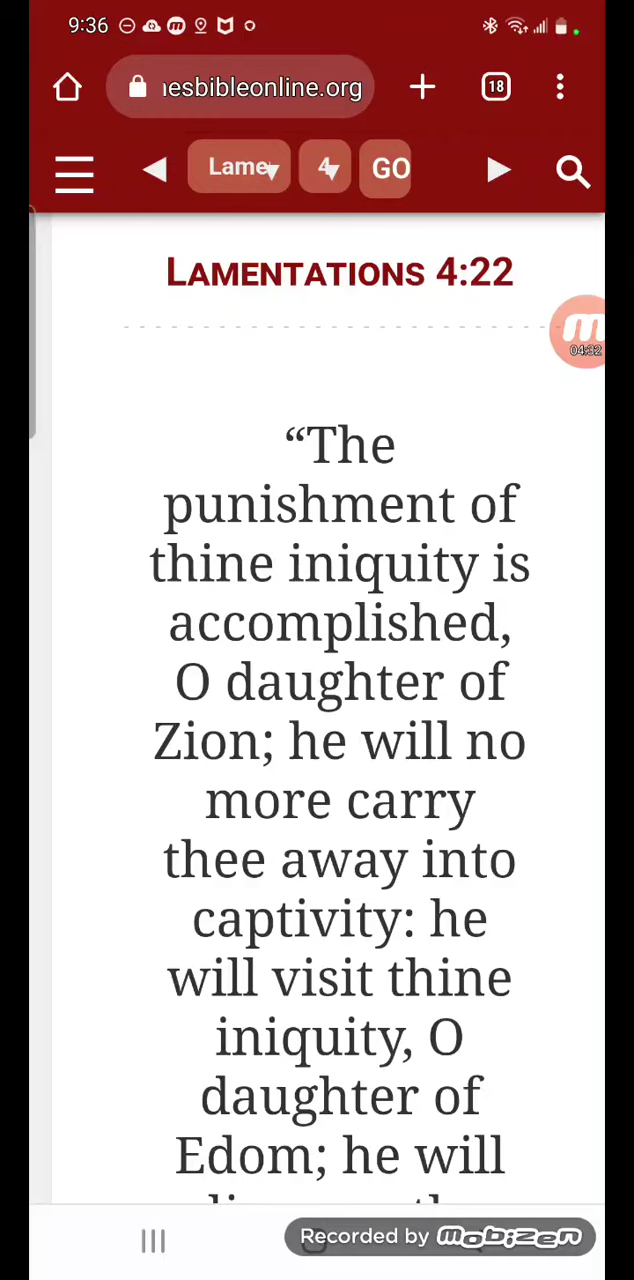 9:36
nesbibleonline.org
18
Lame
4
GO
LAMENTATIONS 4:22
04:32
“The
punishment of
thine iniquity is
accomplished,
O daughter of
Zion; he will no
more carry
thee away into
captivity: he
will visit thine
iniquity, O
daughter of
Edom; he will
Recorded by mobizen